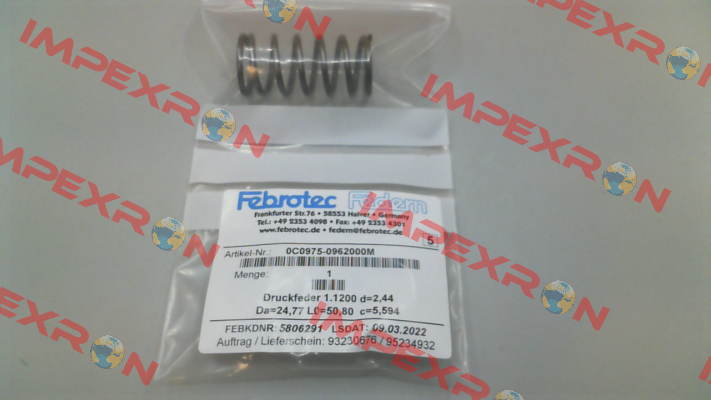 IMPEXRON
IMPEXRON
IMPEXRON
IMPEXRON
IMPEXRON
IMPEXRON
IMPEXRON
Febrotec Federn
Frankfurter Str.76 • 58553 Halver • Germany
Tel.: +49 2353 4098 • Fax: +49 2353 4301
www.febrotec.de • federn@febrotec.de
5
Artikel-Nr.: 0C0975-0962000M
Menge: 1
Druckfeder 1.1200 d=2,44
Da=24,77 L0=50,80 c=5,594
FEBKDNR: 5806291 LSDAT: 09.03.2022
Auftrag / Lieferschein: 93230676 / 95234932